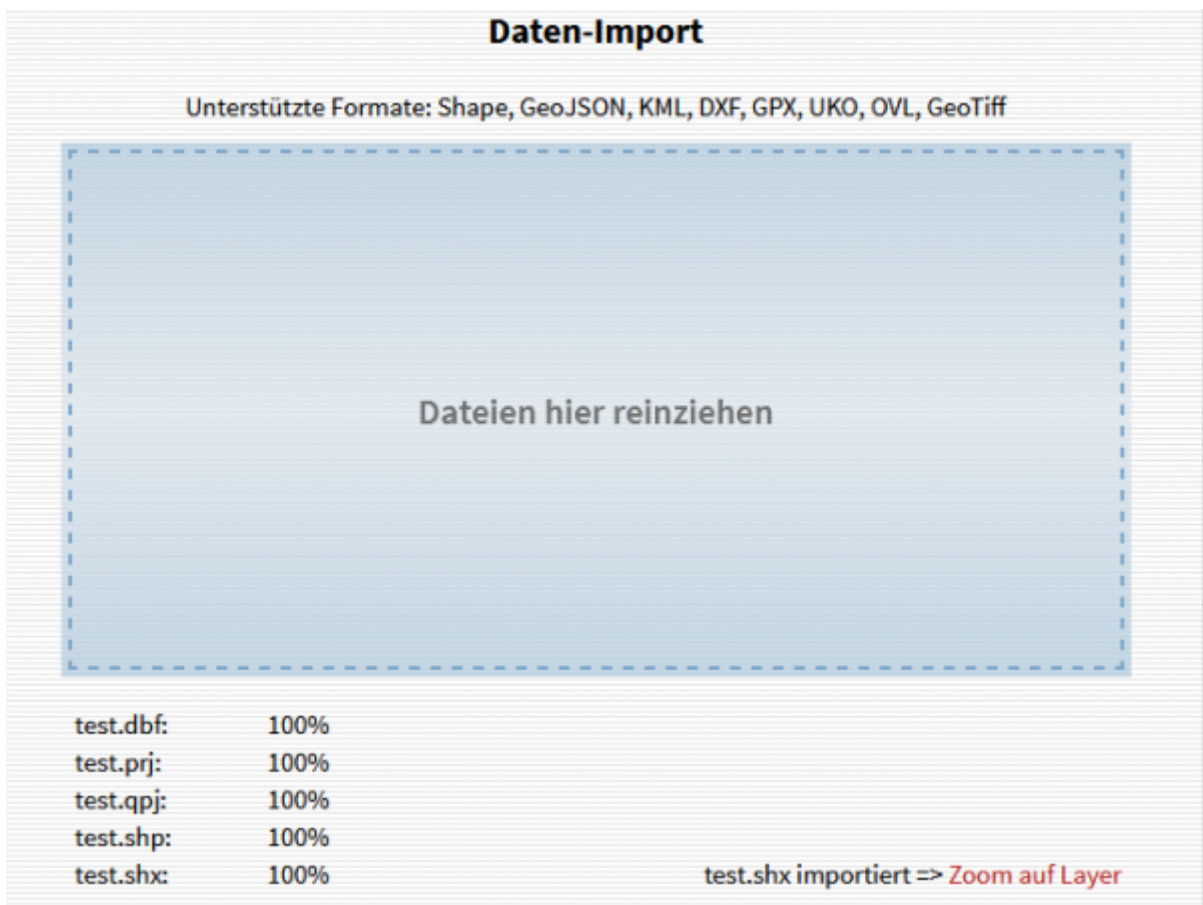 Daten-Import
Unterstützte Formate: Shape, GeoJSON, KML, DXF, GPX, UKO, OVL, GeoTiff
Dateien hier reinziehen
test.dbf: 100%
test.prj: 100%
test.qpj: 100%
test.shp: 100%
test.shx: 100% test.shx importiert => Zoom auf Layer